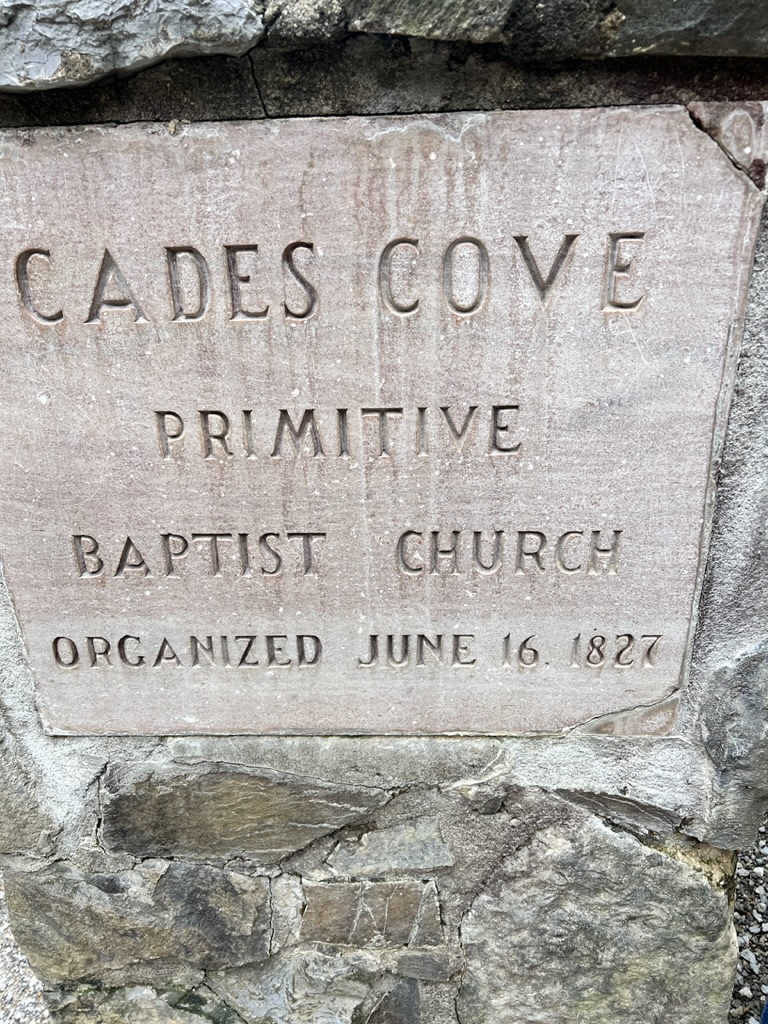 CADES COVE
PRIMITIVE
BAPTIST CHURCH
ORGANIZED JUNE 16. 1827